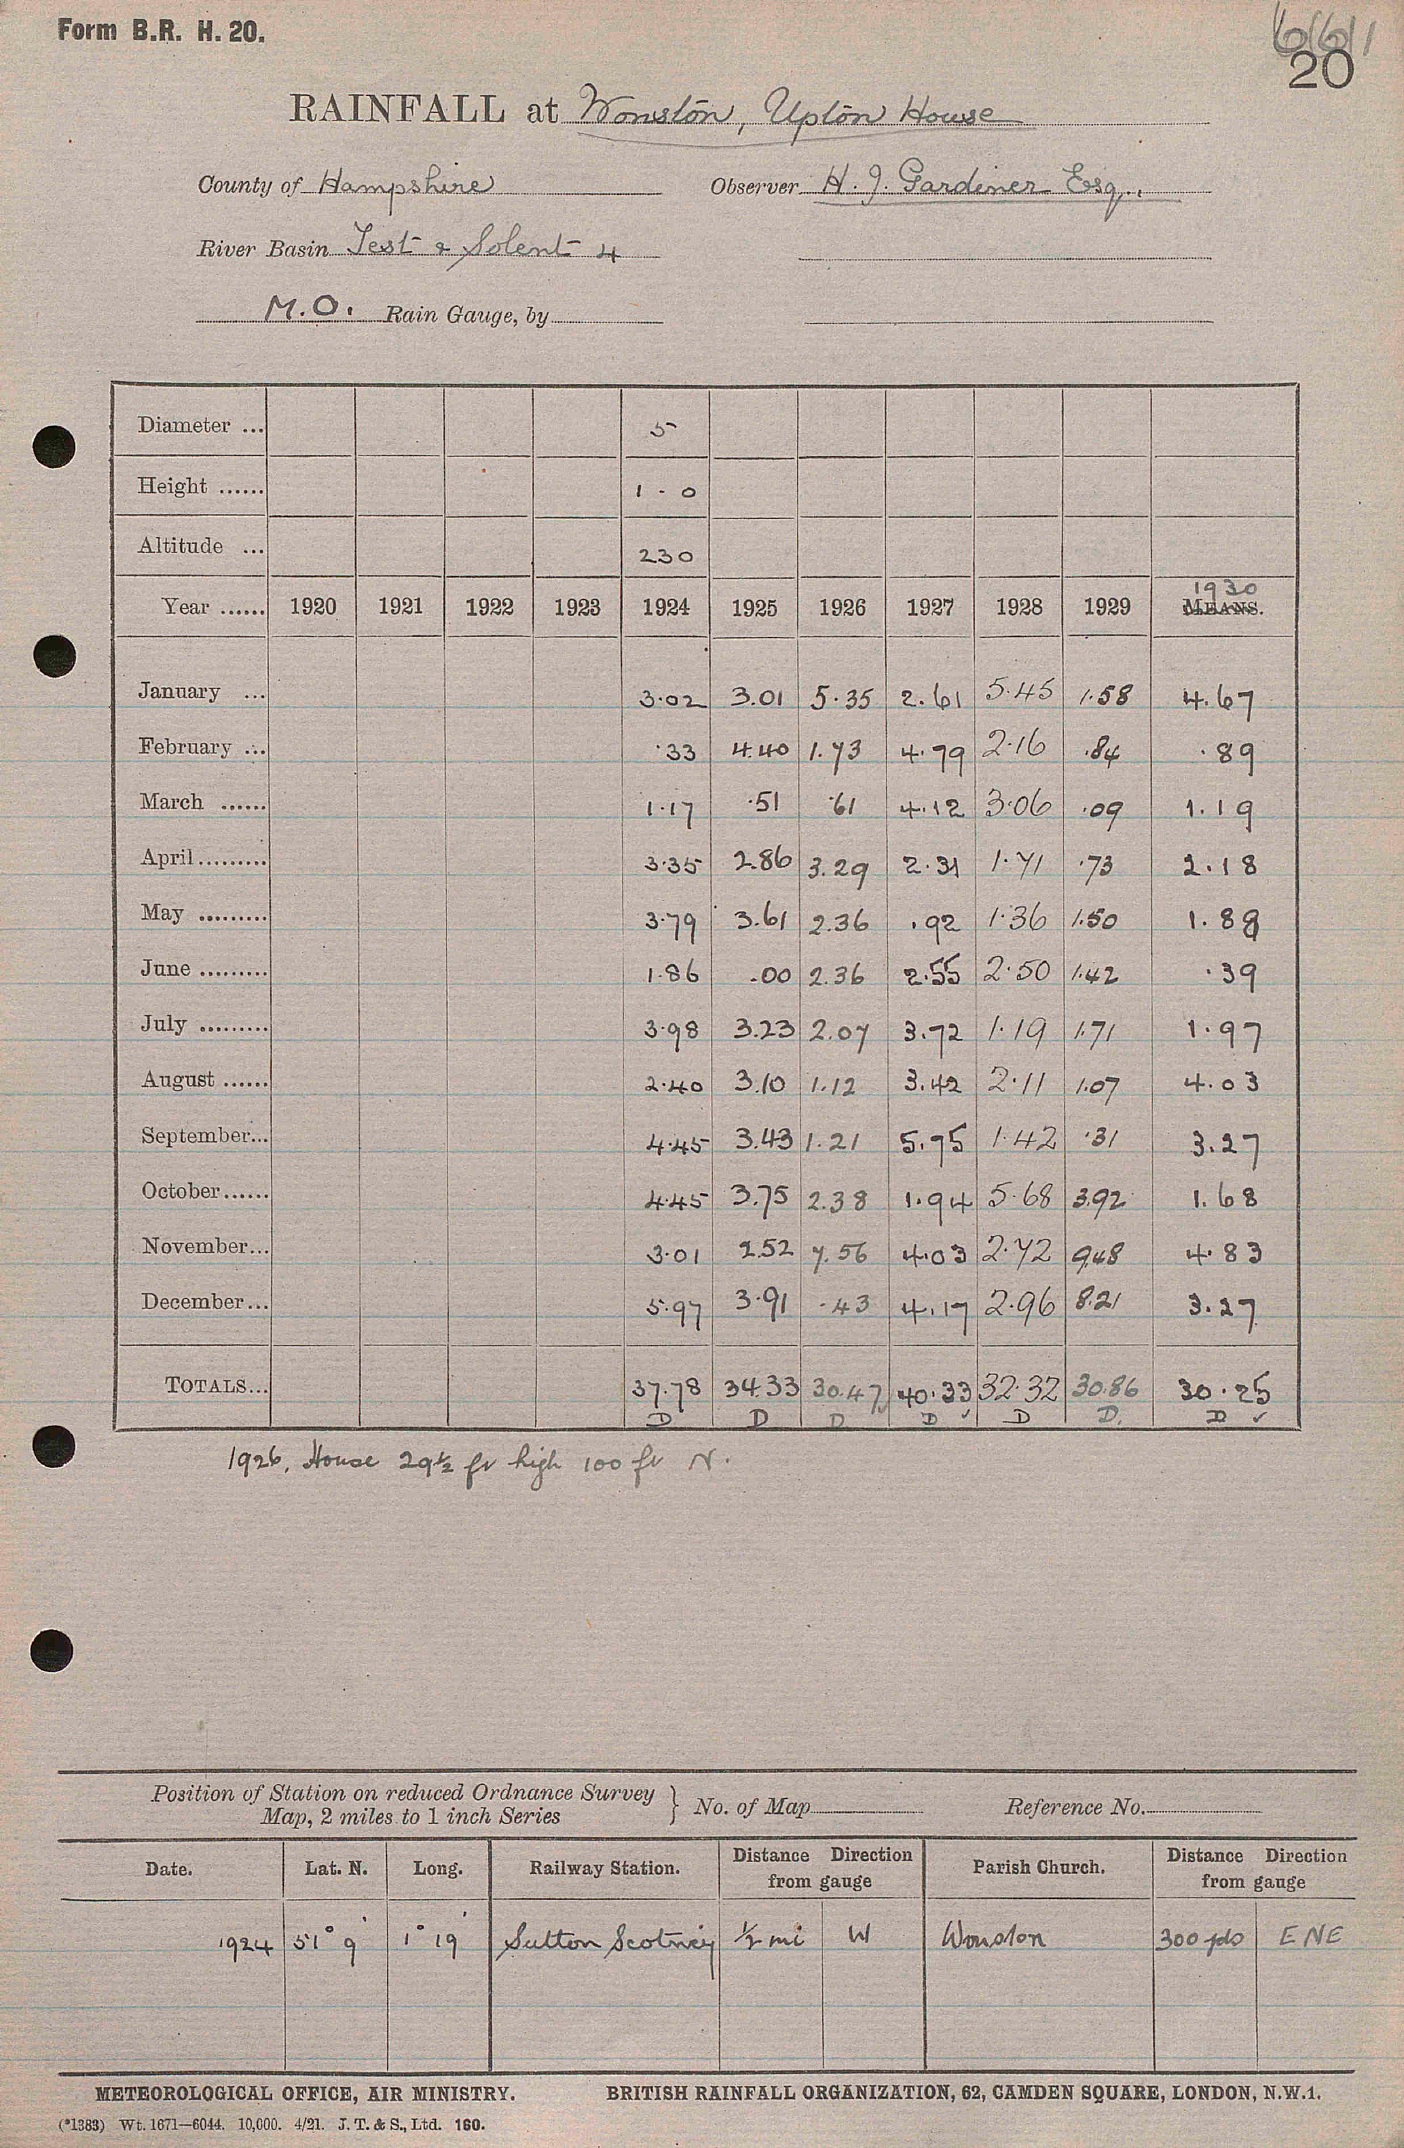 Form B.R. H. 20.
6611
20
RAINFALL at Wonston, Upton House
County of Hampshire Observer H. J. Gardiner Esq.,
River Basin Test & Solent 4
M.O. Rain Gauge, by
Diameter ... 5
Height ...... 1 - 0
Altitude ... 230
1930
Year ...... 1920 1921 1922 1923 1924 1925 1926 1927 1928 1929 MEANS.
January ... 3.02 3.01 5.35 2.61 5.45 1.58 4.67
February ... .33 4.40 1.73 4.79 2.16 .84 .89
March ...... 1.17 .51 .61 4.12 3.06 .09 1.19
April ......... 3.35 2.86 3.29 2.31 1.71 .73 2.18
May ......... 3.79 3.61 2.36 .92 1.36 1.50 1.88
June ......... 1.86 .00 2.36 2.55 2.50 1.42 .39
July ......... 3.98 3.23 2.07 3.72 1.19 1.71 1.97
August ...... 2.40 3.10 1.12 3.42 2.11 1.07 4.03
September... 4.45 3.43 1.21 5.75 1.42 .31 3.27
October...... 4.45 3.75 2.38 1.94 5.68 3.92 1.68
November... 3.01 2.52 7.56 4.03 2.72 9.48 4.83
December... 5.97 3.91 .43 4.17 2.96 8.21 3.27
TOTALS... 37.78 34.33 30.47 40.33 32.32 30.86 30.25
D D D D ✓ D D. D ✓
1926, House 29½ ft high 100 ft N.
Position of Station on reduced Ordnance Survey
Map, 2 miles to 1 inch Series } No. of Map Reference No.
Date. Lat. N. Long. Railway Station. Distance Direction from gauge Parish Church. Distance Direction from gauge
1924 51° 9' 1° 19' Sutton Scotney ½ mi W Wonston 300 yds ENE
METEOROLOGICAL OFFICE, AIR MINISTRY. BRITISH RAINFALL ORGANIZATION, 62, CAMDEN SQUARE, LONDON, N.W.1.
(*1383) Wt. 1671—6044. 10,000. 4/21. J. T. & S., Ltd. 160.